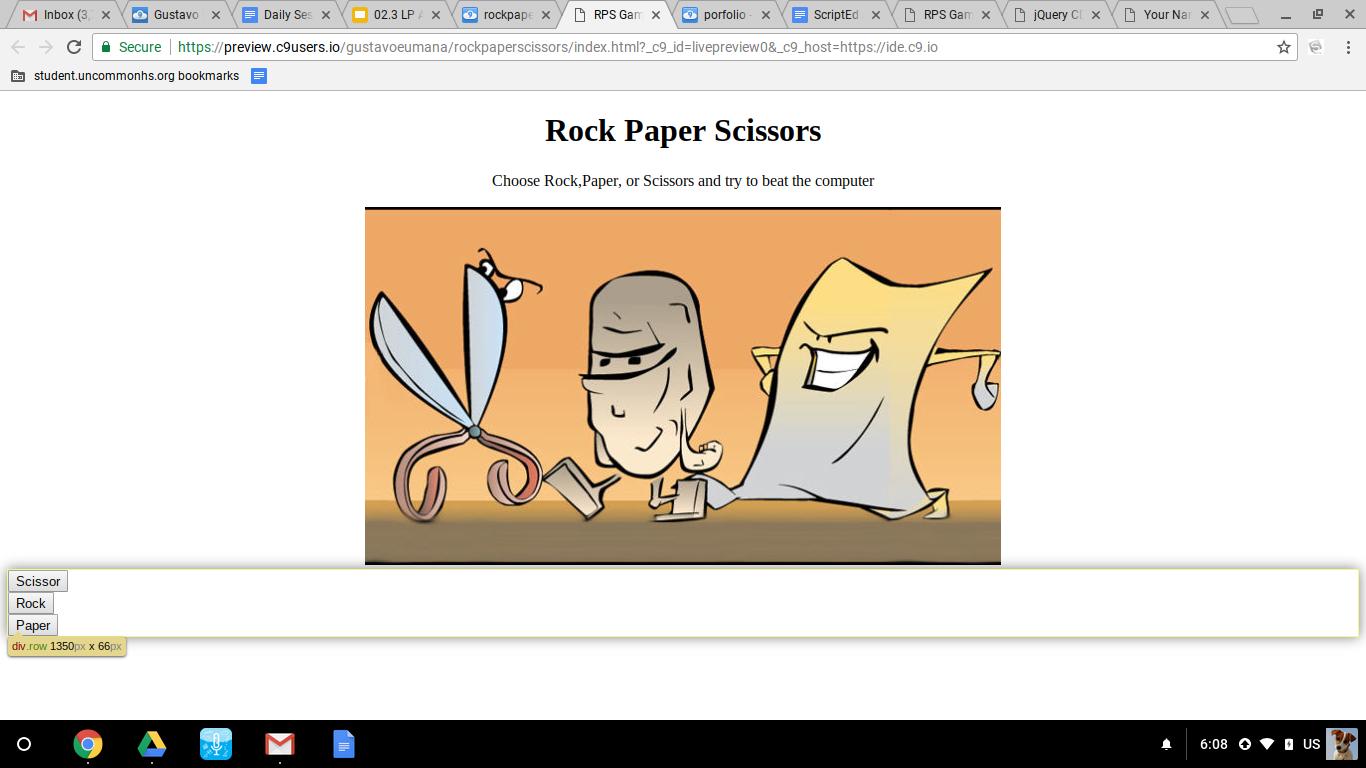 Inbox (3, Gustavo Daily Ses 02.3 LP A rockpape RPS Gam porfolio - ScriptEd RPS Gam jQuery Cl Your Nar
Secure https://preview.c9users.io/gustavoeumana/rockpaperscissors/index.html?_c9_id=livepreview0&_c9_host=https://ide.c9.io
student.uncommonhs.org bookmarks
Rock Paper Scissors
Choose Rock,Paper, or Scissors and try to beat the computer
Scissor
Rock
Paper
div.row 1350px x 66px
6:08 US